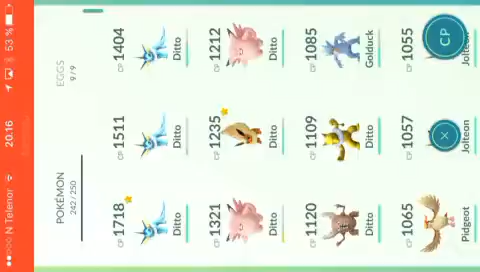 N Telenor 20.16 63 %
POKÉMON EGGS
242 / 250 9 / 9
CP 1718 CP 1511 CP 1404
Ditto Ditto Ditto
CP 1321 CP 1235 CP 1212
Ditto Ditto Ditto
CP 1120 CP 1109 CP 1085
Ditto Ditto Golduck
CP 1065 CP 1057 CP 1055
CP
Pidgeot Jolteon Jolteon